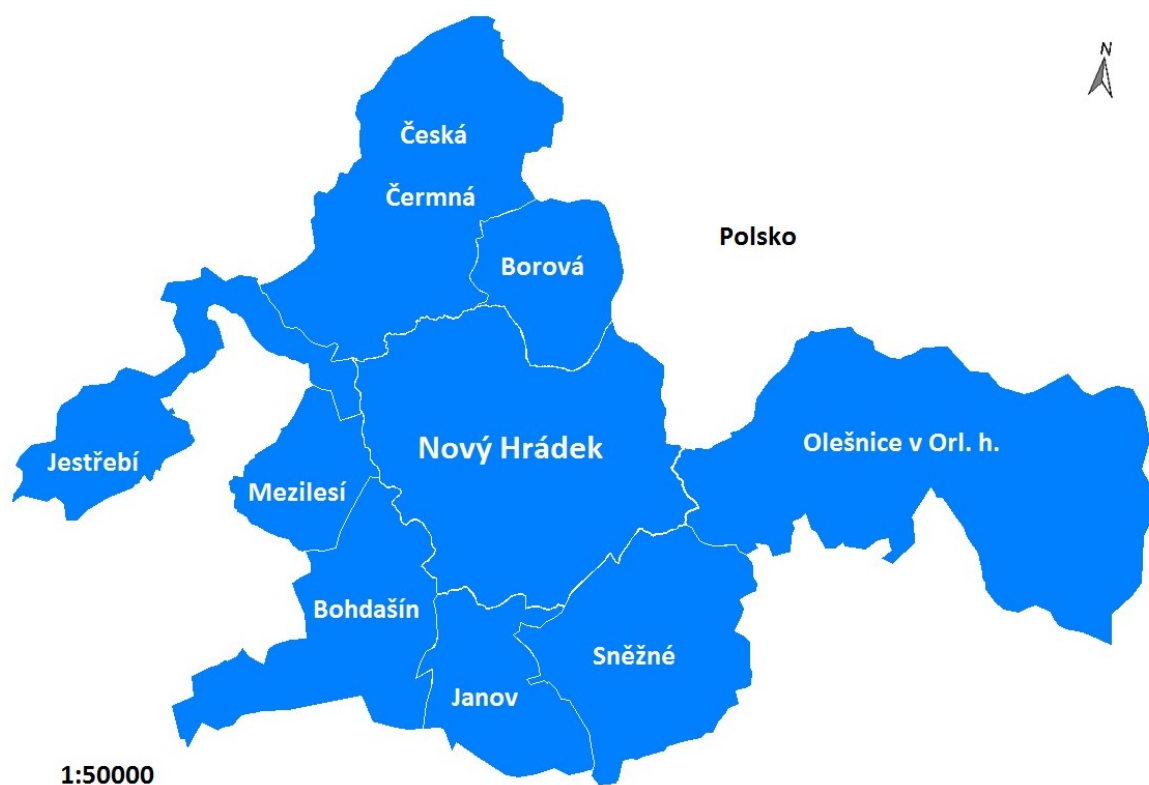 N
Česká
Čermná
Polsko
Borová
Nový Hrádek
Olešnice v Orl. h.
Jestřebí
Mezilesí
Bohdašín
Sněžné
Janov
1:50000